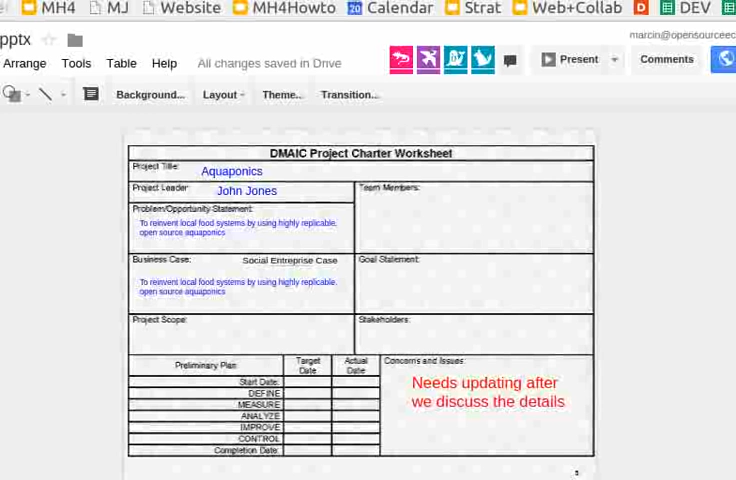 MH4 MJ Website MH4Howto 20 Calendar Strat Web+Collab D DEV
pptx
marcin@opensourceec
Arrange Tools Table Help All changes saved in Drive
Present Comments
Background... Layout Theme... Transition...
DMAIC Project Charter Worksheet
Project Title: Aquaponics
Project Leader: John Jones
Team Members:
Problem/Opportunity Statement:
To reinvent local food systems by using highly replicable,
open source aquaponics
Business Case: Social Entreprise Case
Goal Statement:
To reinvent local food systems by using highly replicable,
open source aquaponics
Project Scope:
Stakeholders:
Preliminary Plan
Target
Date
Actual
Date
Concerns and Issues:
Start Date:
DEFINE
MEASURE
ANALYZE
IMPROVE
CONTROL
Completion Date:
Needs updating after
we discuss the details